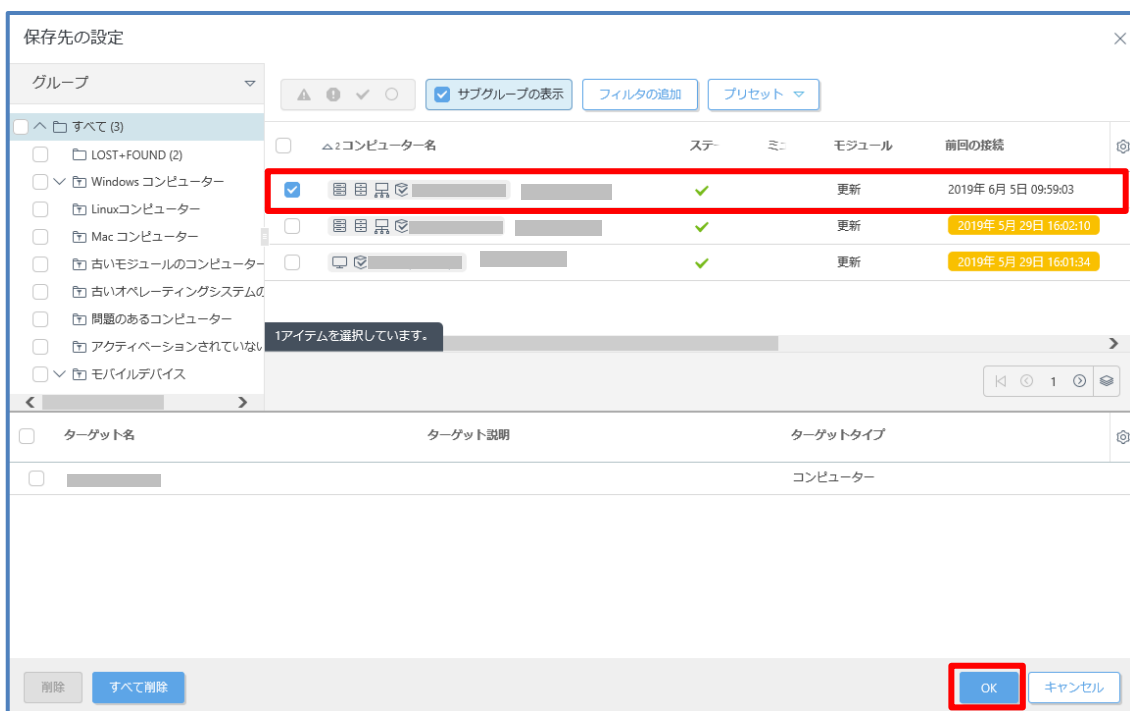 保存先の設定
グループ
サブグループの表示 フィルタの追加 プリセット
すべて (3)
LOST+FOUND (2)
Windows コンピューター
Linuxコンピューター
Mac コンピューター
古いモジュールのコンピューター
古いオペレーティングシステムの
問題のあるコンピューター
アクティベーションされていない
モバイルデバイス
2 コンピューター名 ステ ミ モジュール 前回の接続
更新 2019年 6月 5日 09:59:03
更新 2019年 5月 29日 16:02:10
更新 2019年 5月 29日 16:01:34
1アイテムを選択しています。
1
ターゲット名 ターゲット説明 ターゲットタイプ
コンピューター
削除 すべて削除 OK キャンセル